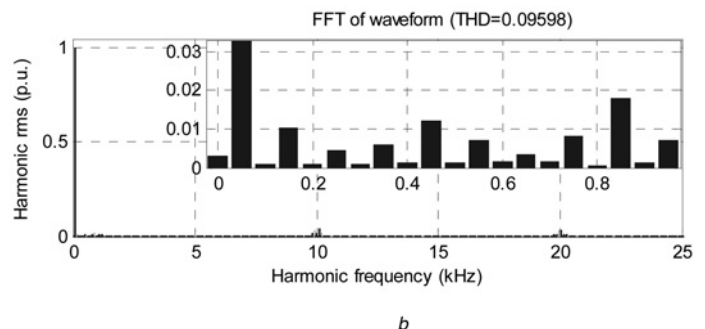 FFT of waveform (THD=0.09598)
Harmonic rms (p.u.)
1
0.5
0
0.03
0.02
0.01
0
0 0.2 0.4 0.6 0.8
0 5 10 15 20 25
Harmonic frequency (kHz)
b